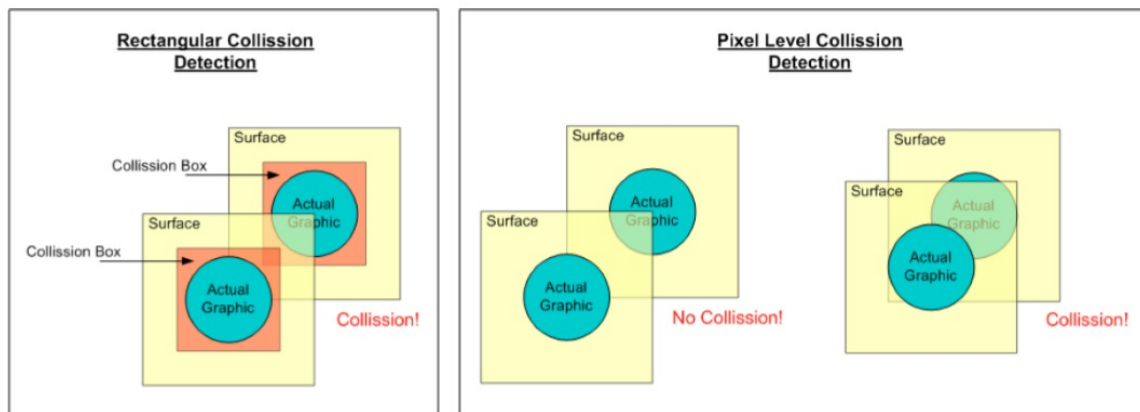 Rectangular Collission
Detection
Surface
Collission Box
Actual
Graphic
Surface
Collission Box
Actual
Graphic
Collission!
Pixel Level Collission
Detection
Surface
Actual
Graphic
Surface
Actual
Graphic
No Collission!
Surface
Surface
Actual
Graphic
Actual
Graphic
Collission!